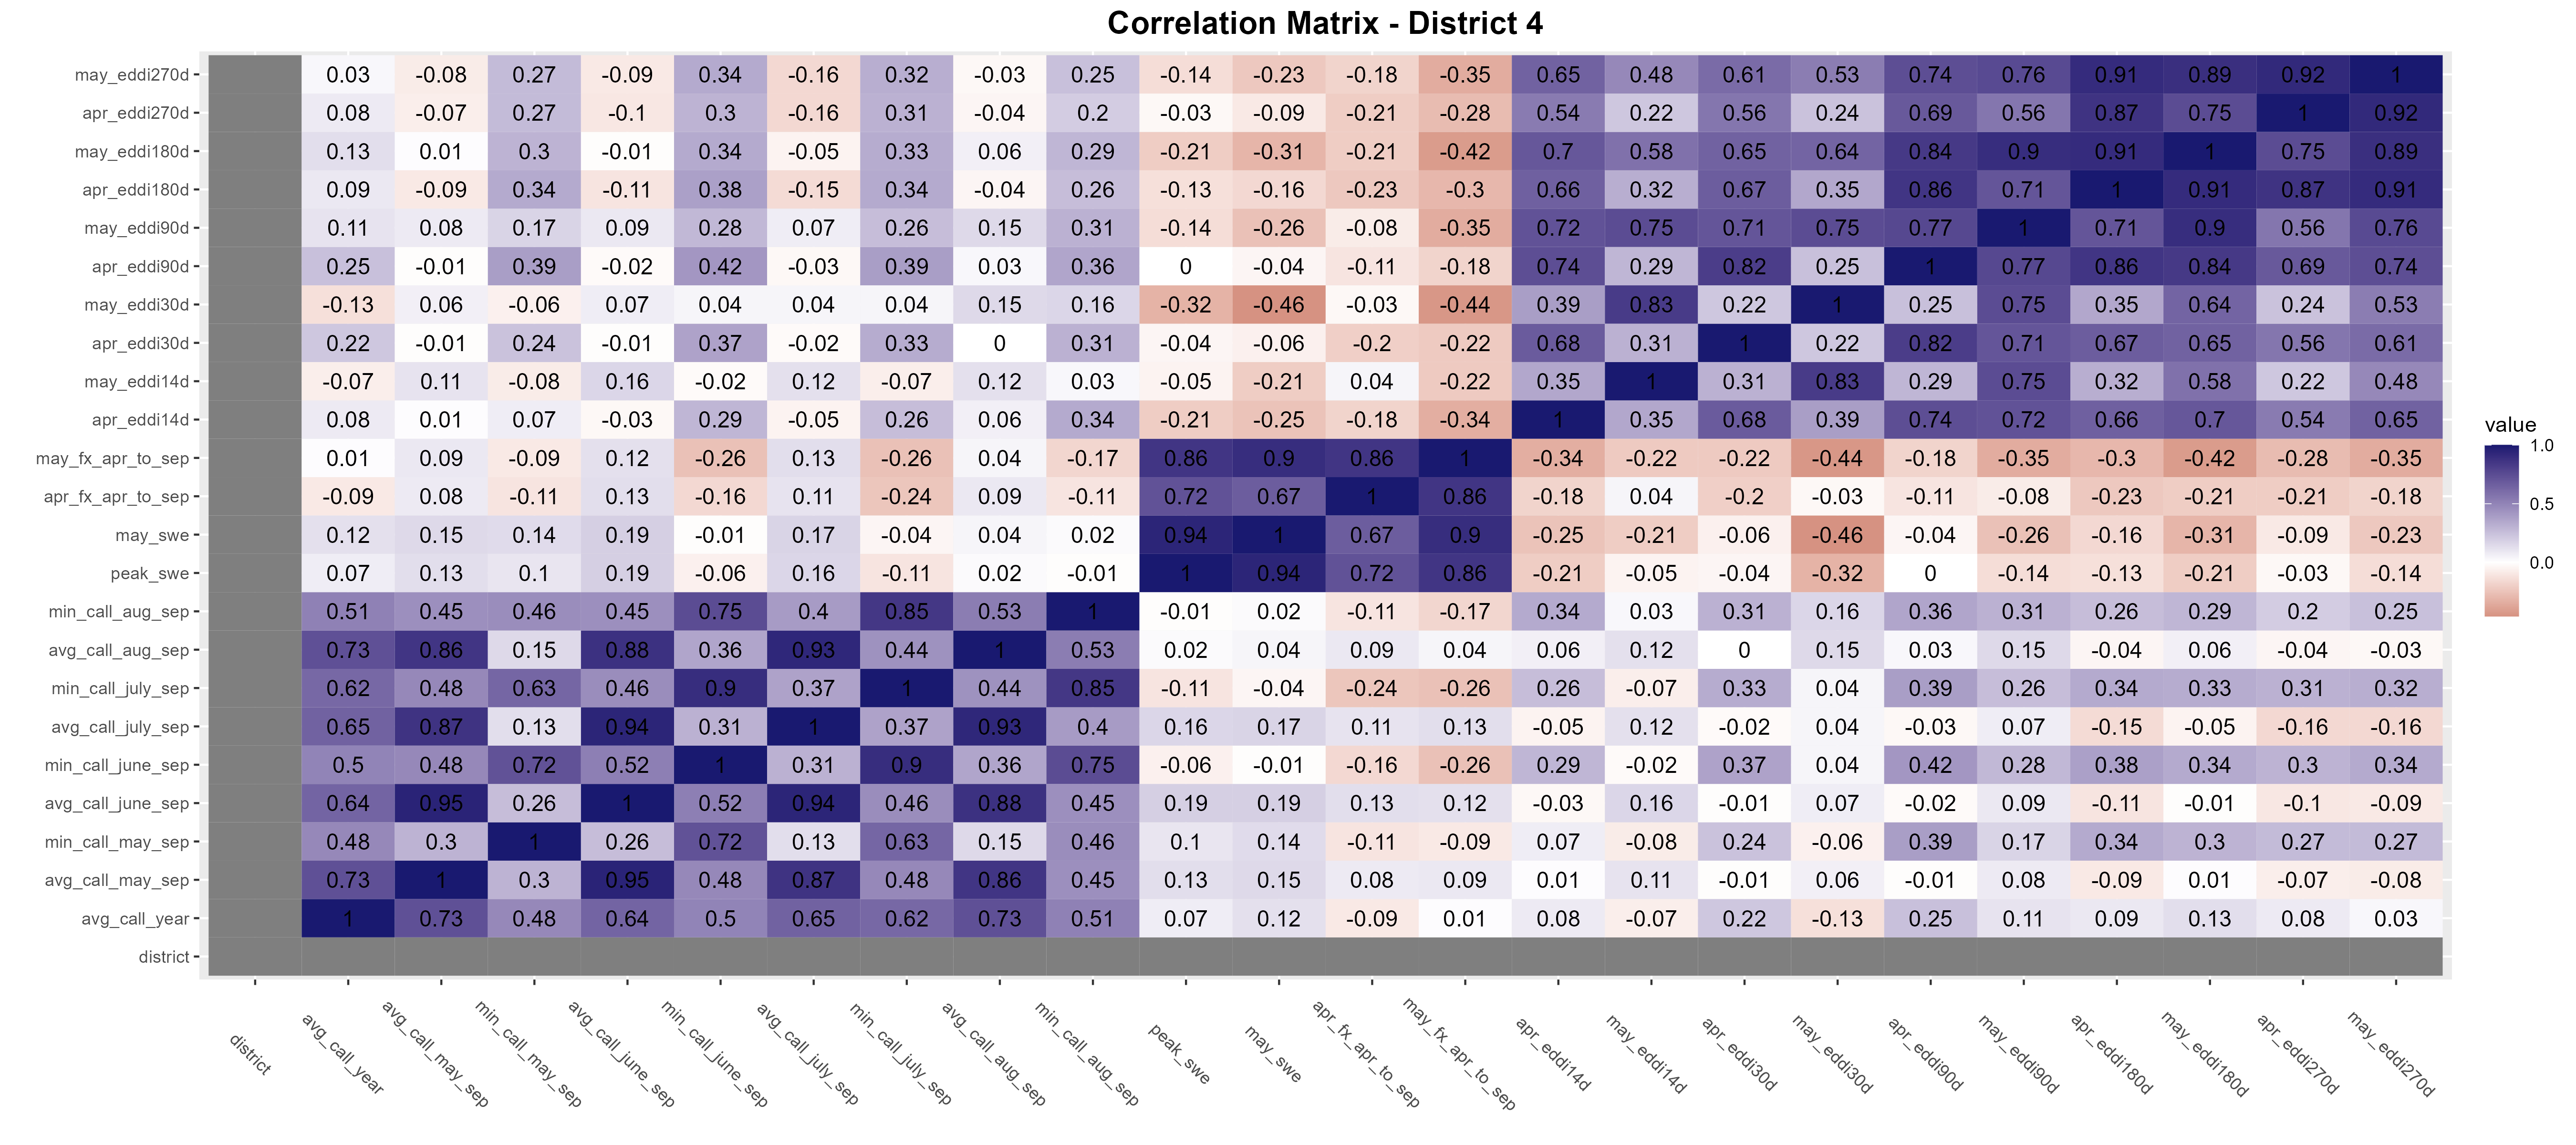 Correlation Matrix - District 4
may_eddi270d 0.03 -0.08 0.27 -0.09 0.34 -0.16 0.32 -0.03 0.25 -0.14 -0.23 -0.18 -0.35 0.65 0.48 0.61 0.53 0.74 0.76 0.91 0.89 0.92 1
apr_eddi270d 0.08 -0.07 0.27 -0.1 0.3 -0.16 0.31 -0.04 0.2 -0.03 -0.09 -0.21 -0.28 0.54 0.22 0.56 0.24 0.69 0.56 0.87 0.75 1 0.92
may_eddi180d 0.13 0.01 0.3 -0.01 0.34 -0.05 0.33 0.06 0.29 -0.21 -0.31 -0.21 -0.42 0.7 0.58 0.65 0.64 0.84 0.9 0.91 1 0.75 0.89
apr_eddi180d 0.09 -0.09 0.34 -0.11 0.38 -0.15 0.34 -0.04 0.26 -0.13 -0.16 -0.23 -0.3 0.66 0.32 0.67 0.35 0.86 0.71 1 0.91 0.87 0.91
may_eddi90d 0.11 0.08 0.17 0.09 0.28 0.07 0.26 0.15 0.31 -0.14 -0.26 -0.08 -0.35 0.72 0.75 0.71 0.75 0.77 1 0.71 0.9 0.56 0.76
apr_eddi90d 0.25 -0.01 0.39 -0.02 0.42 -0.03 0.39 0.03 0.36 0 -0.04 -0.11 -0.18 0.74 0.29 0.82 0.25 1 0.77 0.86 0.84 0.69 0.74
may_eddi30d -0.13 0.06 -0.06 0.07 0.04 0.04 0.04 0.15 0.16 -0.32 -0.46 -0.03 -0.44 0.39 0.83 0.22 1 0.25 0.75 0.35 0.64 0.24 0.53
apr_eddi30d 0.22 -0.01 0.24 -0.01 0.37 -0.02 0.33 0 0.31 -0.04 -0.06 -0.2 -0.22 0.68 0.31 1 0.22 0.82 0.71 0.67 0.65 0.56 0.61
may_eddi14d -0.07 0.11 -0.08 0.16 -0.02 0.12 -0.07 0.12 0.03 -0.05 -0.21 0.04 -0.22 0.35 1 0.31 0.83 0.29 0.75 0.32 0.58 0.22 0.48
apr_eddi14d 0.08 0.01 0.07 -0.03 0.29 -0.05 0.26 0.06 0.34 -0.21 -0.25 -0.18 -0.34 1 0.35 0.68 0.39 0.74 0.72 0.66 0.7 0.54 0.65
may_fx_apr_to_sep 0.01 0.09 -0.09 0.12 -0.26 0.13 -0.26 0.04 -0.17 0.86 0.9 0.86 1 -0.34 -0.22 -0.22 -0.44 -0.18 -0.35 -0.3 -0.42 -0.28 -0.35
apr_fx_apr_to_sep -0.09 0.08 -0.11 0.13 -0.16 0.11 -0.24 0.09 -0.11 0.72 0.67 1 0.86 -0.18 0.04 -0.2 -0.03 -0.11 -0.08 -0.23 -0.21 -0.21 -0.18
may_swe 0.12 0.15 0.14 0.19 -0.01 0.17 -0.04 0.04 0.02 0.94 1 0.67 0.9 -0.25 -0.21 -0.06 -0.46 -0.04 -0.26 -0.16 -0.31 -0.09 -0.23
peak_swe 0.07 0.13 0.1 0.19 -0.06 0.16 -0.11 0.02 -0.01 1 0.94 0.72 0.86 -0.21 -0.05 -0.04 -0.32 0 -0.14 -0.13 -0.21 -0.03 -0.14
min_call_aug_sep 0.51 0.45 0.46 0.45 0.75 0.4 0.85 0.53 1 -0.01 0.02 -0.11 -0.17 0.34 0.03 0.31 0.16 0.36 0.31 0.26 0.29 0.2 0.25
avg_call_aug_sep 0.73 0.86 0.15 0.88 0.36 0.93 0.44 1 0.53 0.02 0.04 0.09 0.04 0.06 0.12 0 0.15 0.03 0.15 -0.04 0.06 -0.04 -0.03
min_call_july_sep 0.62 0.48 0.63 0.46 0.9 0.37 1 0.44 0.85 -0.11 -0.04 -0.24 -0.26 0.26 -0.07 0.33 0.04 0.39 0.26 0.34 0.33 0.31 0.32
avg_call_july_sep 0.65 0.87 0.13 0.94 0.31 1 0.37 0.93 0.4 0.16 0.17 0.11 0.13 -0.05 0.12 -0.02 0.04 -0.03 0.07 -0.15 -0.05 -0.16 -0.16
min_call_june_sep 0.5 0.48 0.72 0.52 1 0.31 0.9 0.36 0.75 -0.06 -0.01 -0.16 -0.26 0.29 -0.02 0.37 0.04 0.42 0.28 0.38 0.34 0.3 0.34
avg_call_june_sep 0.64 0.95 0.26 1 0.52 0.94 0.46 0.88 0.45 0.19 0.19 0.13 0.12 -0.03 0.16 -0.01 0.07 -0.02 0.09 -0.11 -0.01 -0.1 -0.09
min_call_may_sep 0.48 0.3 1 0.26 0.72 0.13 0.63 0.15 0.46 0.1 0.14 -0.11 -0.09 0.07 -0.08 0.24 -0.06 0.39 0.17 0.34 0.3 0.27 0.27
avg_call_may_sep 0.73 1 0.3 0.95 0.48 0.87 0.48 0.86 0.45 0.13 0.15 0.08 0.09 0.01 0.11 -0.01 0.06 -0.01 0.08 -0.09 0.01 -0.07 -0.08
avg_call_year 1 0.73 0.48 0.64 0.5 0.65 0.62 0.73 0.51 0.07 0.12 -0.09 0.01 0.08 -0.07 0.22 -0.13 0.25 0.11 0.09 0.13 0.08 0.03
district
district avg_call_year avg_call_may_sep min_call_may_sep avg_call_june_sep min_call_june_sep avg_call_july_sep min_call_july_sep avg_call_aug_sep min_call_aug_sep peak_swe may_swe apr_fx_apr_to_sep may_fx_apr_to_sep apr_eddi14d may_eddi14d apr_eddi30d may_eddi30d apr_eddi90d may_eddi90d apr_eddi180d may_eddi180d apr_eddi270d may_eddi270d
value
1.0
0.5
0.0